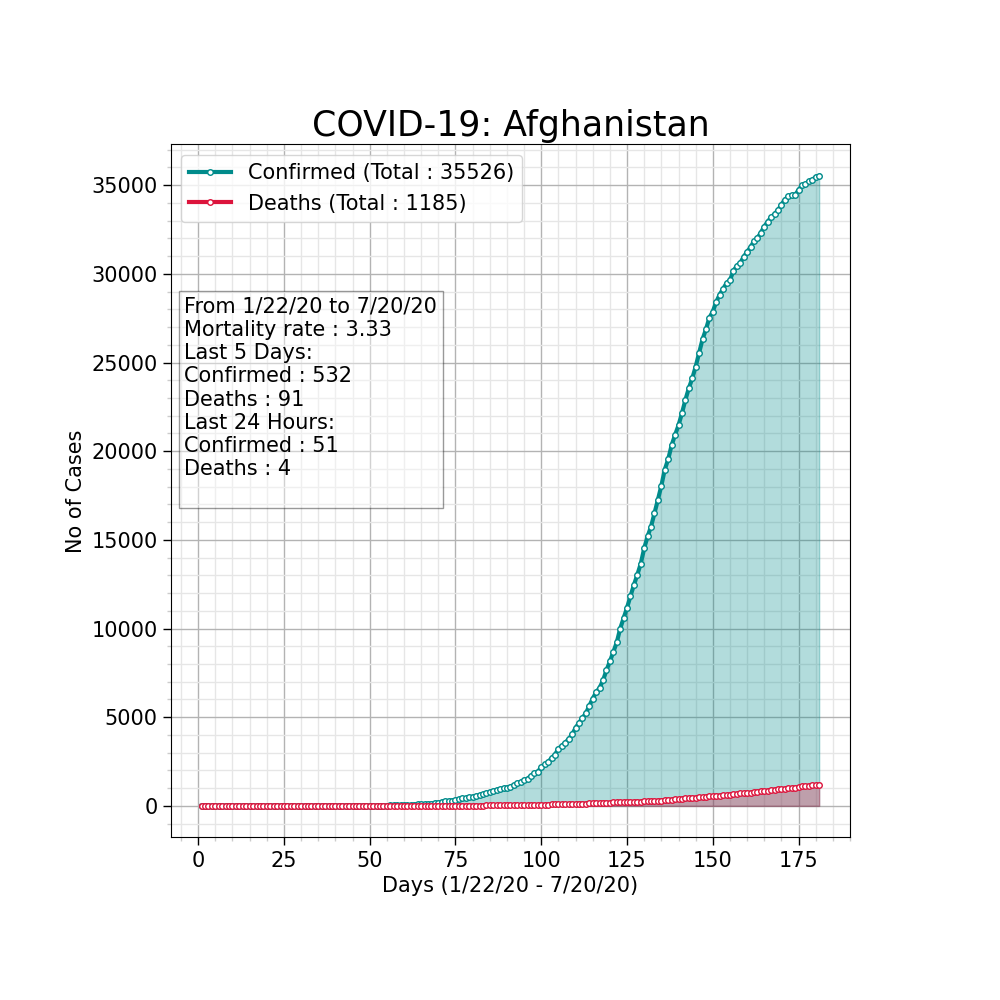 COVID-19: Afghanistan
Confirmed (Total : 35526)
Deaths (Total : 1185)
From 1/22/20 to 7/20/20
Mortality rate : 3.33
Last 5 Days:
Confirmed : 532
Deaths : 91
Last 24 Hours:
Confirmed : 51
Deaths : 4
No of Cases
35000
30000
25000
20000
15000
10000
5000
0
0 25 50 75 100 125 150 175
Days (1/22/20 - 7/20/20)